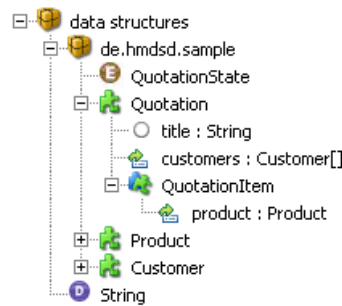 data structures
de.hmdsd.sample
E QuotationState
Quotation
title : String
customers : Customer[]
QuotationItem
product : Product
Product
Customer
D String